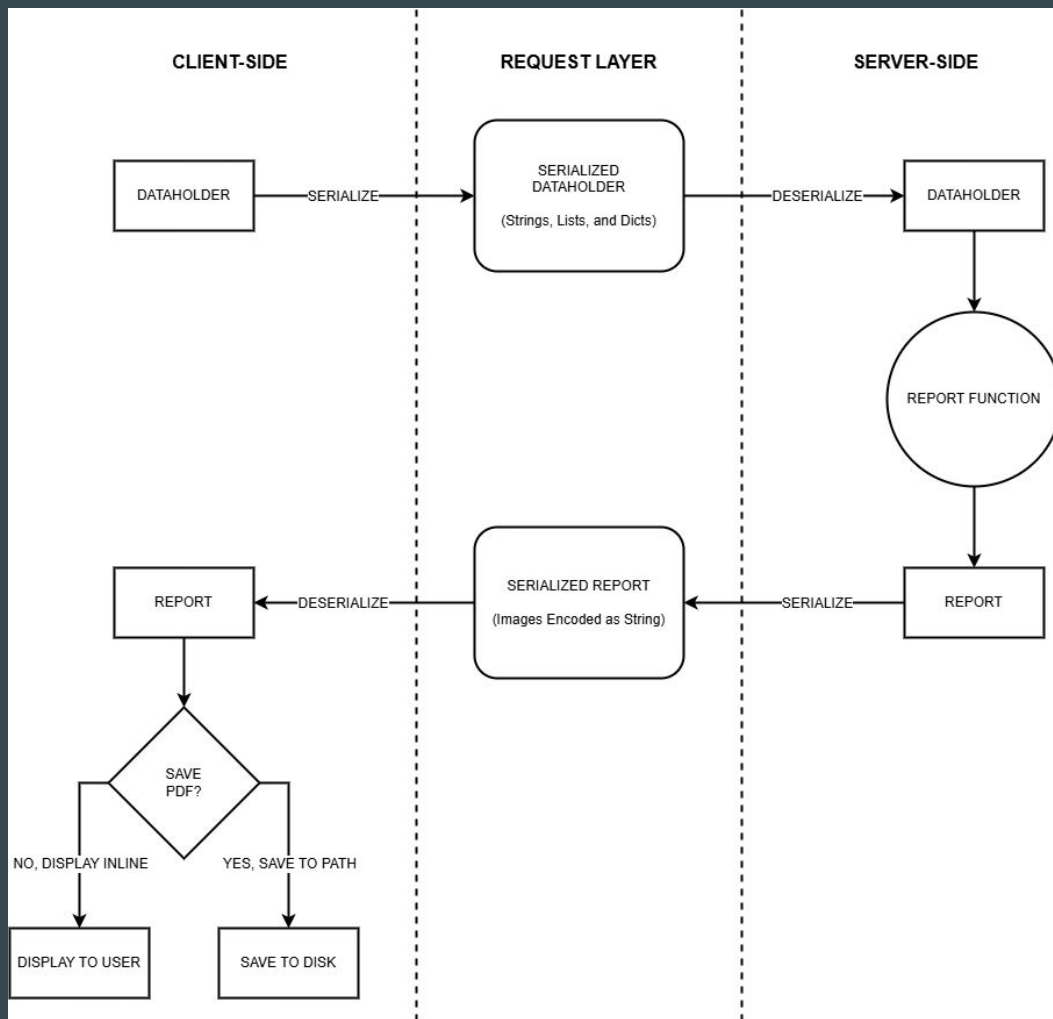 CLIENT-SIDE
REQUEST LAYER
SERVER-SIDE
DATAHOLDER
SERIALIZE
SERIALIZED
DATAHOLDER
(Strings, Lists, and Dicts)
DESERIALIZE
DATAHOLDER
REPORT FUNCTION
REPORT
DESERIALIZE
SERIALIZED REPORT
(Images Encoded as String)
SERIALIZE
REPORT
SAVE
PDF?
NO, DISPLAY INLINE
YES, SAVE TO PATH
DISPLAY TO USER
SAVE TO DISK